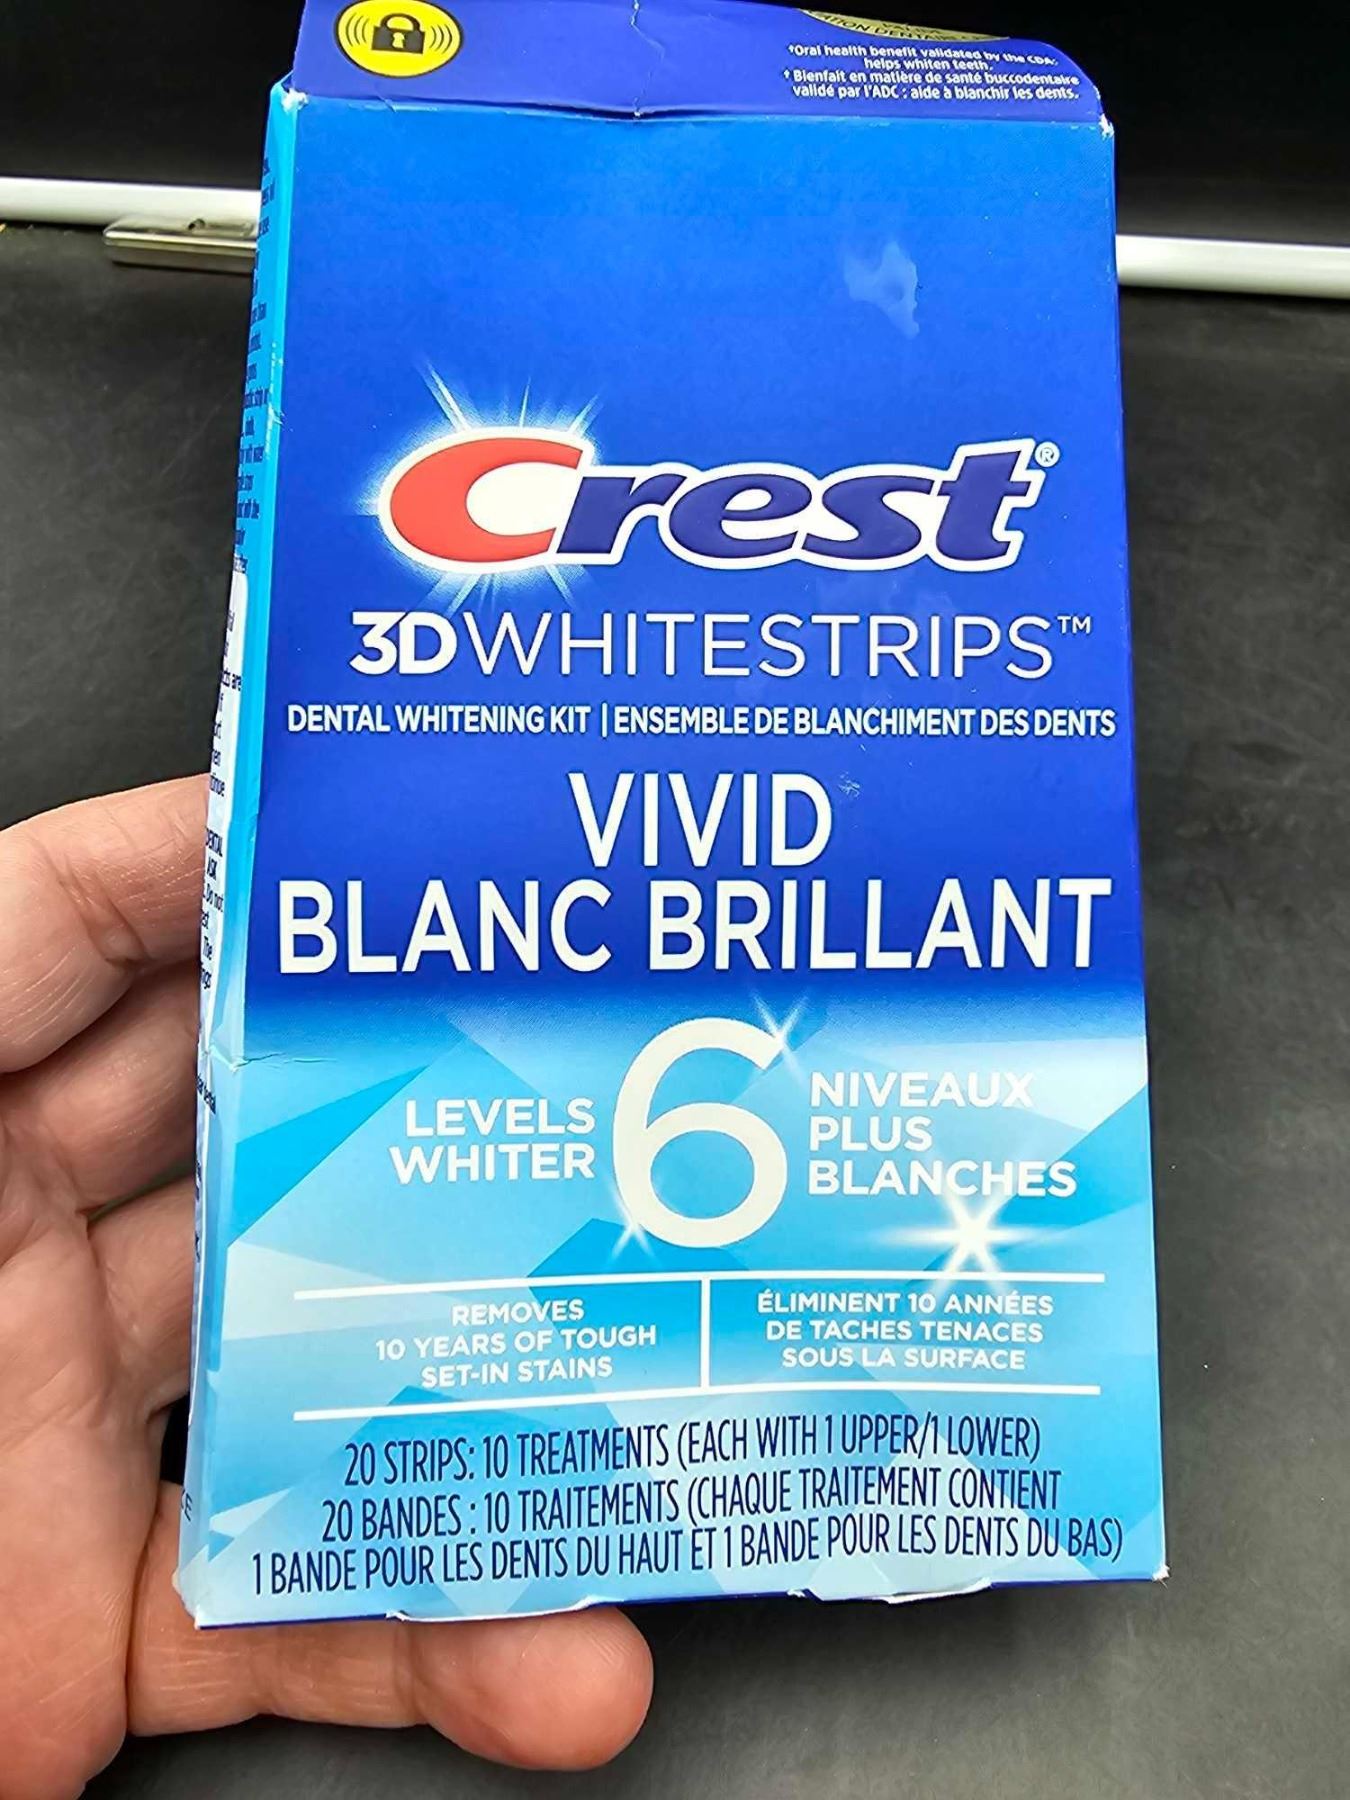 †Oral health benefit validated by the CDA:
helps whiten teeth.
† Bienfait en matière de santé buccodentaire
validé par l'ADC : aide à blanchir les dents.
Crest®
3DWHITESTRIPS™
DENTAL WHITENING KIT | ENSEMBLE DE BLANCHIMENT DES DENTS
VIVID
BLANC BRILLANT
LEVELS
WHITER
6
NIVEAUX
PLUS
BLANCHES
REMOVES
10 YEARS OF TOUGH
SET-IN STAINS
ÉLIMINENT 10 ANNÉES
DE TACHES TENACES
SOUS LA SURFACE
20 STRIPS: 10 TREATMENTS (EACH WITH 1 UPPER/1 LOWER)
20 BANDES : 10 TRAITEMENTS (CHAQUE TRAITEMENT CONTIENT
1 BANDE POUR LES DENTS DU HAUT ET 1 BANDE POUR LES DENTS DU BAS)